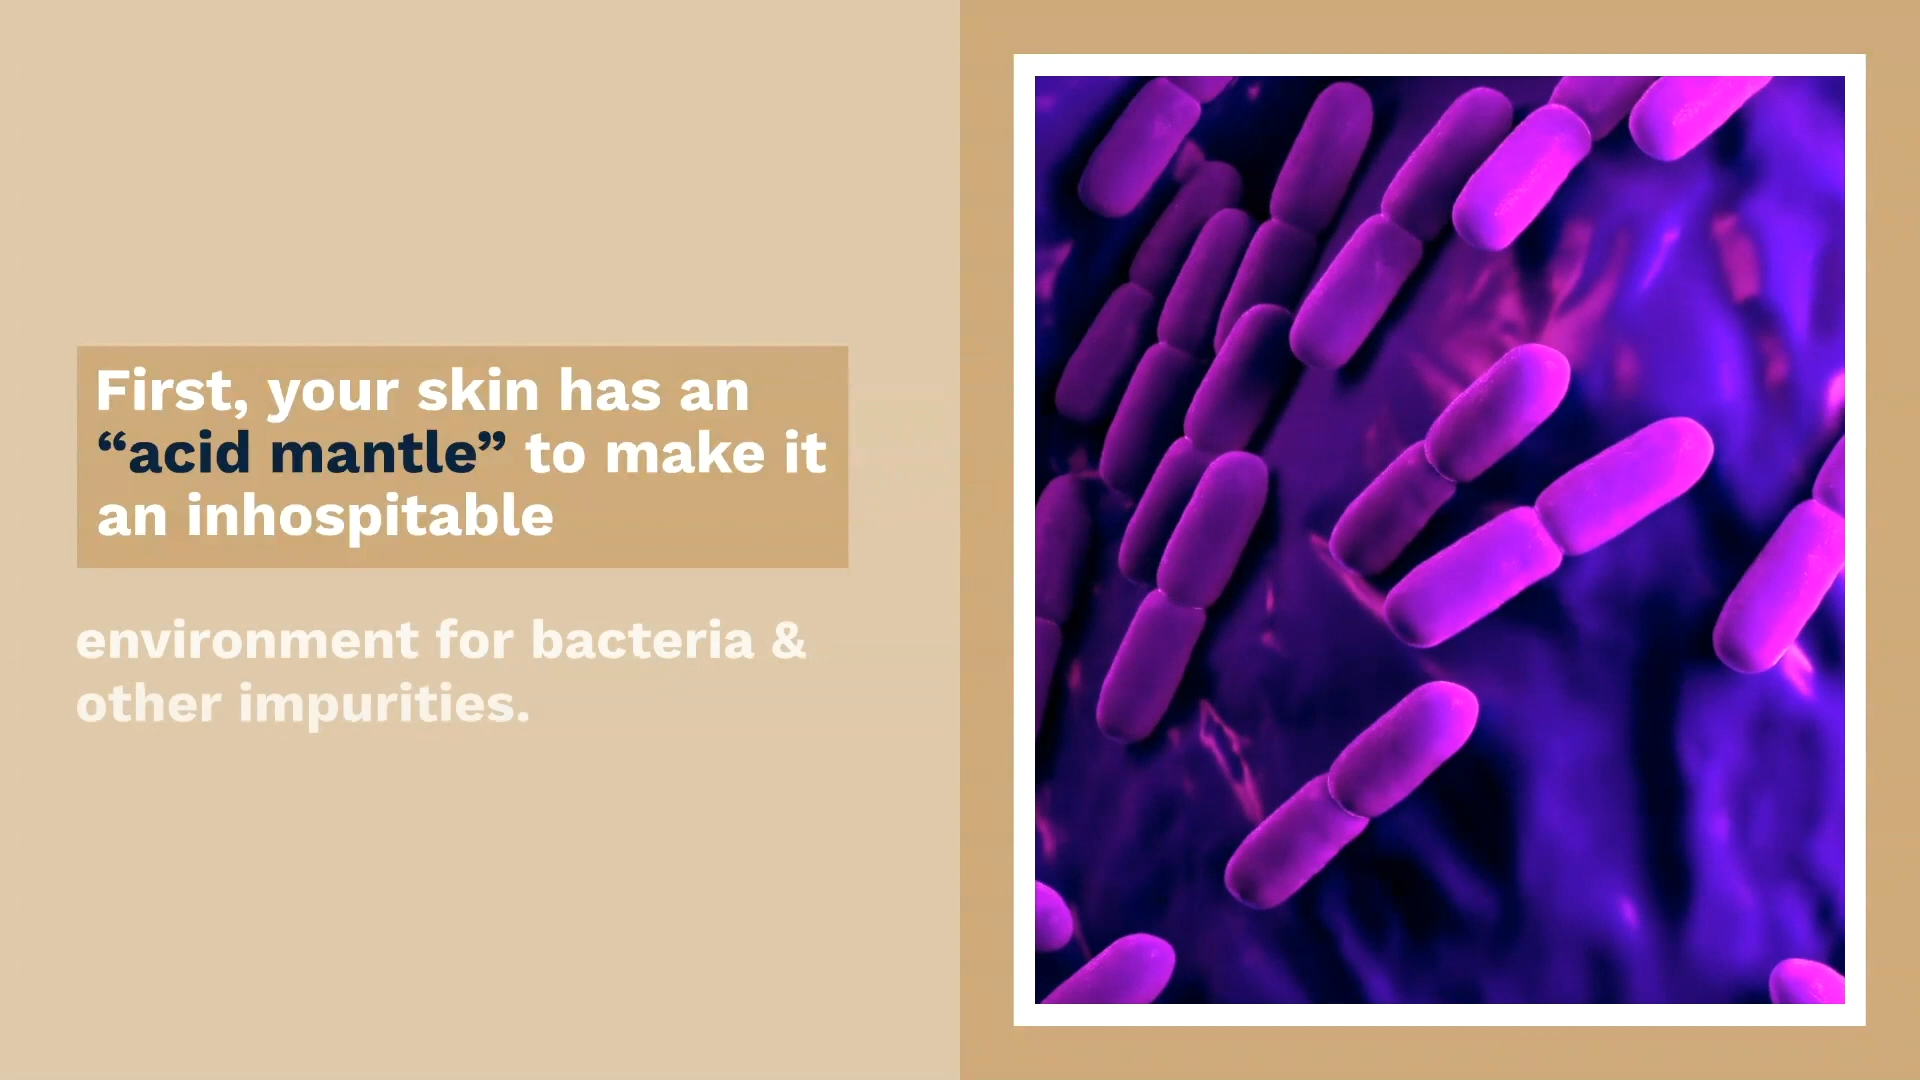 First, your skin has an
“acid mantle” to make it
an inhospitable
environment for bacteria &
other impurities.